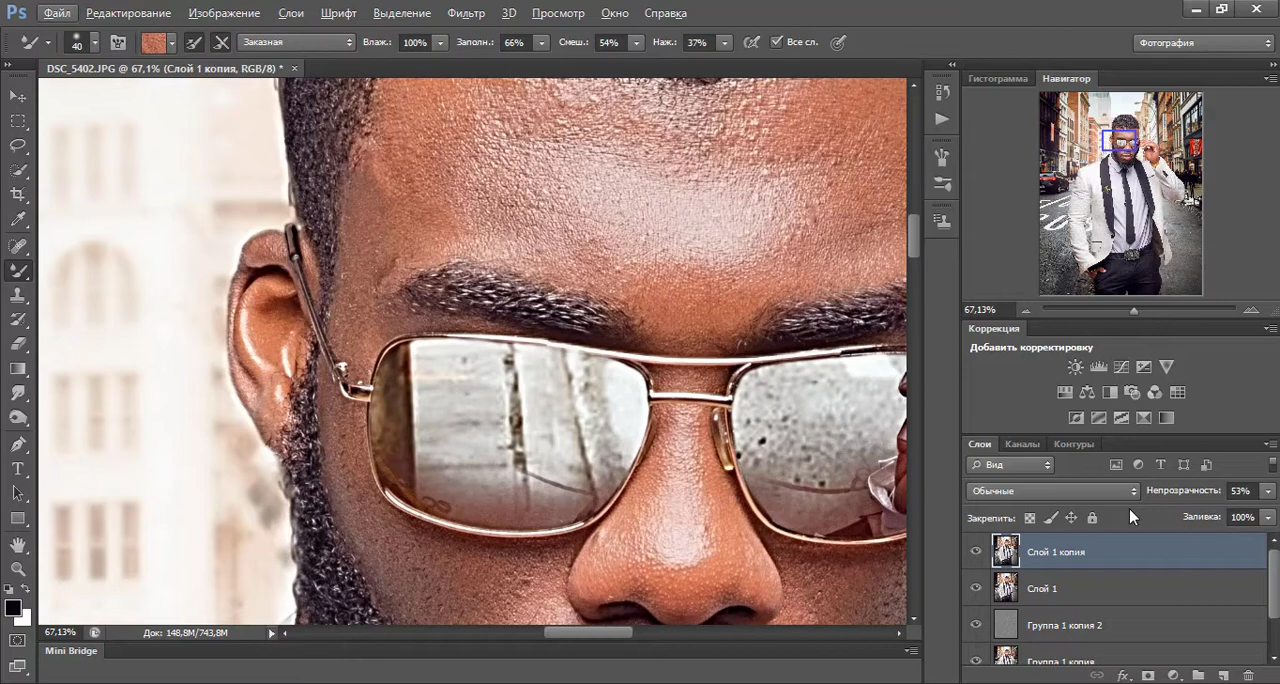 Ps Файл Редактирование Изображение Слои Шрифт Выделение Фильтр 3D Просмотр Окно Справка
40 Заказная Влаж.: 100% Заполн.: 66% Смеш.: 54% Наж.: 37% Все сл. Фотография
DSC_5402.JPG @ 67,1% (Слой 1 копия, RGB/8) * ×
Гистограмма Навигатор
67,13%
Коррекция
Добавить корректировку
Слои Каналы Контуры
Вид
Обычные Непрозрачность: 53%
Закрепить: Заливка: 100%
Слой 1 копия
Слой 1
Группа 1 копия 2
Группа 1 копия
fx
67,13% Док: 148,8M/743,8M
Mini Bridge